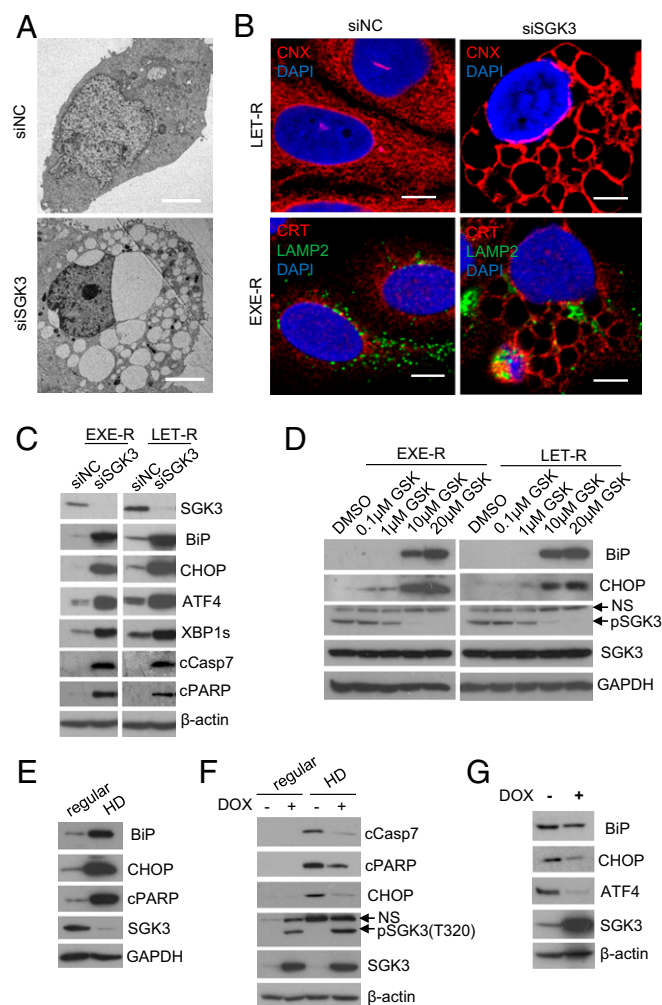 A
B
siNC
siSGK3
siNC
siSGK3
LET-R
EXE-R
CNX
DAPI
CNX
DAPI
CRT
LAMP2
DAPI
CRT
LAMP2
DAPI
C
EXE-R LET-R
siNC siSGK3 siNC siSGK3
SGK3
BiP
CHOP
ATF4
XBP1s
cCasp7
cPARP
β-actin
D
EXE-R LET-R
DMSO 0.1μM GSK 1μM GSK 10μM GSK 20μM GSK DMSO 0.1μM GSK 1μM GSK 10μM GSK 20μM GSK
BiP
CHOP
NS
pSGK3
SGK3
GAPDH
E
regular HD
BiP
CHOP
cPARP
SGK3
GAPDH
F
regular HD
DOX - + - +
cCasp7
cPARP
CHOP
NS
pSGK3(T320)
SGK3
β-actin
G
DOX - +
BiP
CHOP
ATF4
SGK3
β-actin